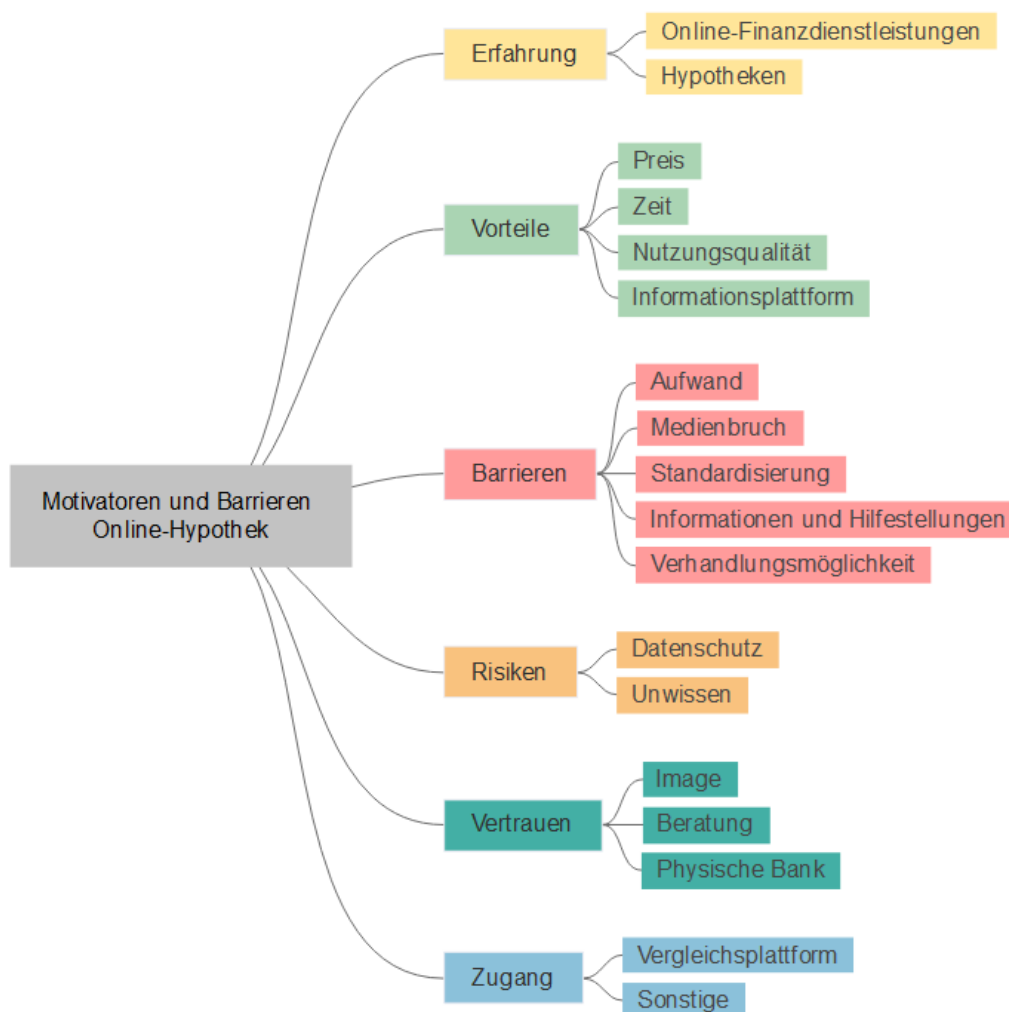 Erfahrung
Online-Finanzdienstleistungen
Hypotheken
Vorteile
Preis
Zeit
Nutzungsqualität
Informationsplattform
Motivatoren und Barrieren
Online-Hypothek
Barrieren
Aufwand
Medienbruch
Standardisierung
Informationen und Hilfestellungen
Verhandlungsmöglichkeit
Risiken
Datenschutz
Unwissen
Vertrauen
Image
Beratung
Physische Bank
Zugang
Vergleichsplattform
Sonstige